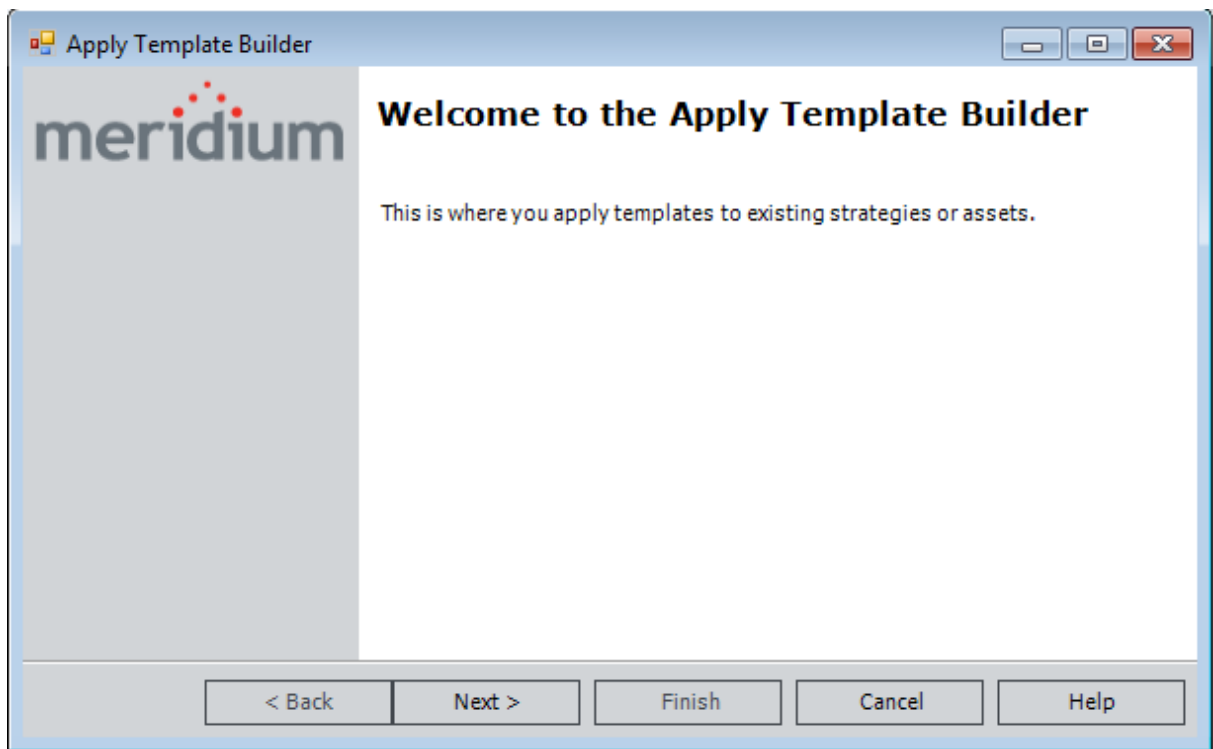 Apply Template Builder
meridium
Welcome to the Apply Template Builder
This is where you apply templates to existing strategies or assets.
< Back Next > Finish Cancel Help